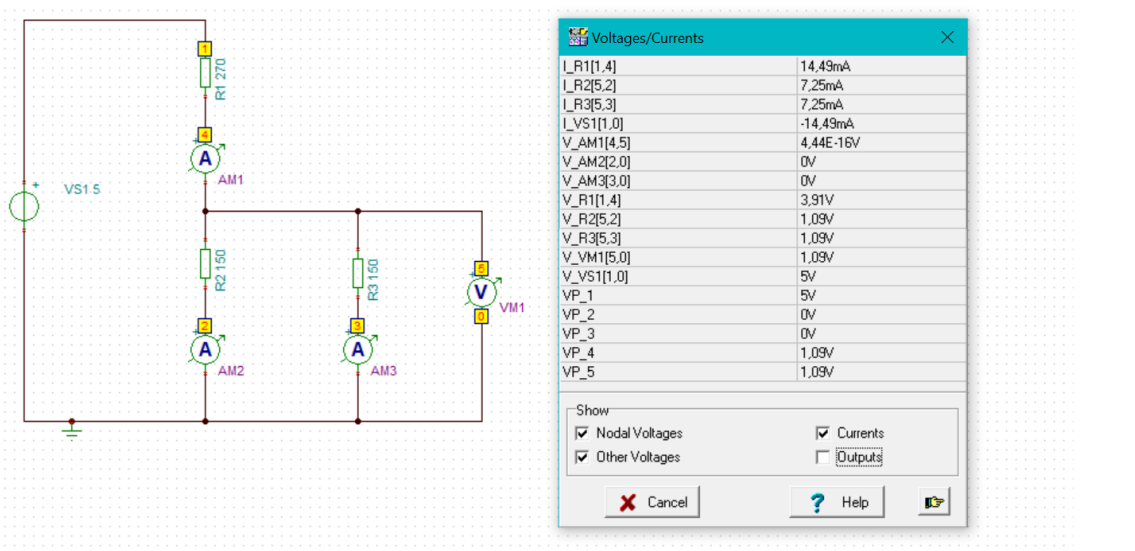 1
R1 270
4
A
AM1
+
VS1 5
R2 150
R3 150
5
+
V
VM1
0
2
+
A
AM2
3
+
A
AM3
Voltages/Currents
I_R1[1,4] 14,49mA
I_R2[5,2] 7,25mA
I_R3[5,3] 7,25mA
I_VS1[1,0] -14,49mA
V_AM1[4,5] 4,44E-16V
V_AM2[2,0] 0V
V_AM3[3,0] 0V
V_R1[1,4] 3,91V
V_R2[5,2] 1,09V
V_R3[5,3] 1,09V
V_VM1[5,0] 1,09V
V_VS1[1,0] 5V
VP_1 5V
VP_2 0V
VP_3 0V
VP_4 1,09V
VP_5 1,09V
Show
Nodal Voltages Currents
Other Voltages Outputs
Cancel ? Help